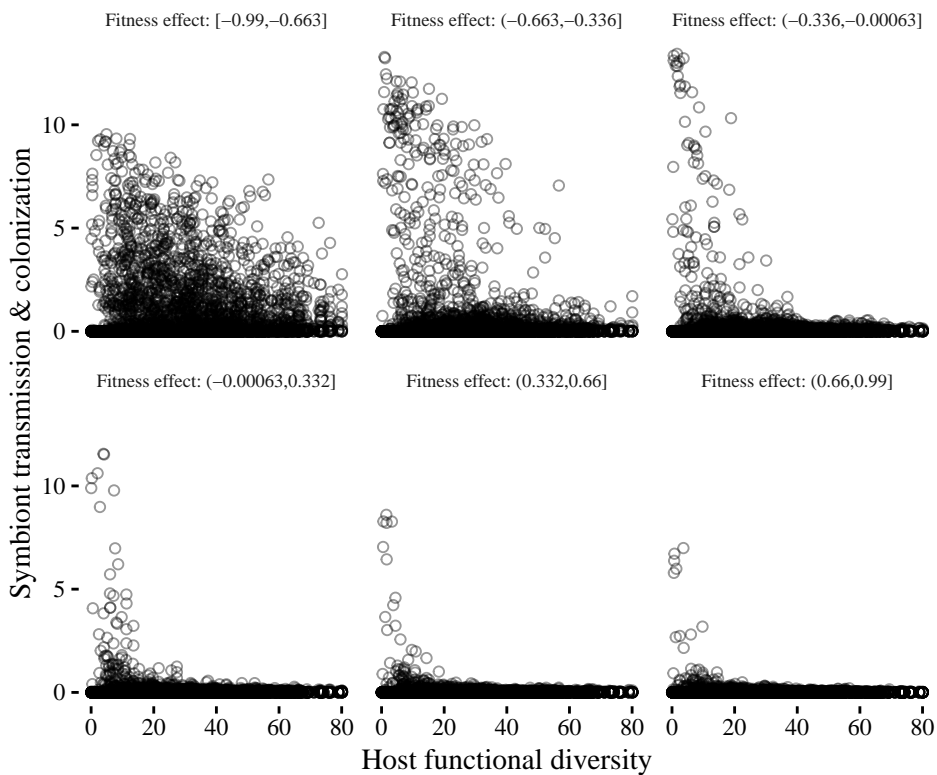 Fitness effect: [−0.99,−0.663]
Fitness effect: (−0.663,−0.336]
Fitness effect: (−0.336,−0.00063]
10
5
0
Fitness effect: (−0.00063,0.332]
Fitness effect: (0.332,0.66]
Fitness effect: (0.66,0.99]
10
5
0
0 20 40 60 80 0 20 40 60 80 0 20 40 60 80
Host functional diversity
Symbiont transmission & colonization